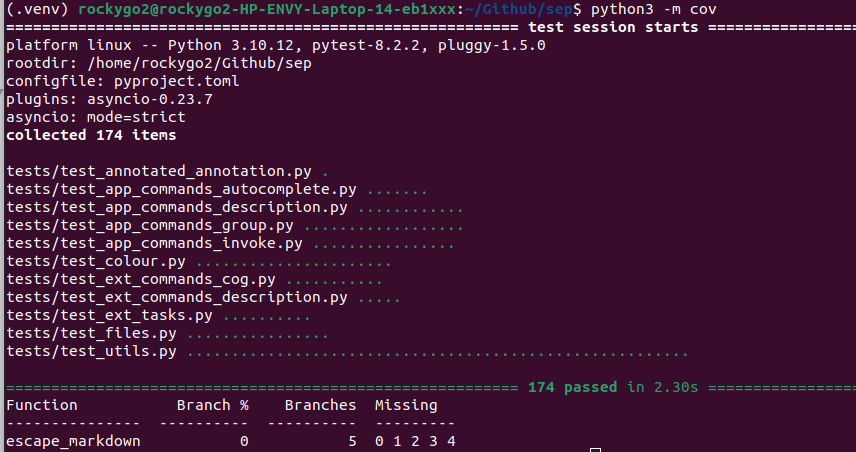 (.venv) rockygo2@rockygo2-HP-ENVY-Laptop-14-eb1xxx:~/Github/sep$ python3 -m cov
========================================================= test session starts =================
platform linux -- Python 3.10.12, pytest-8.2.2, pluggy-1.5.0
rootdir: /home/rockygo2/Github/sep
configfile: pyproject.toml
plugins: asyncio-0.23.7
asyncio: mode=strict
collected 174 items
tests/test_annotated_annotation.py .
tests/test_app_commands_autocomplete.py .......
tests/test_app_commands_description.py ............
tests/test_app_commands_group.py ..................
tests/test_app_commands_invoke.py ................
tests/test_colour.py ......................
tests/test_ext_commands_cog.py ...........
tests/test_ext_commands_description.py .....
tests/test_ext_tasks.py ..........
tests/test_files.py ................
tests/test_utils.py ........................................................
========================================================= 174 passed in 2.30s =================
Function           Branch %    Branches  Missing
---------------  ----------  ----------  ---------
escape_markdown           0           5  0 1 2 3 4